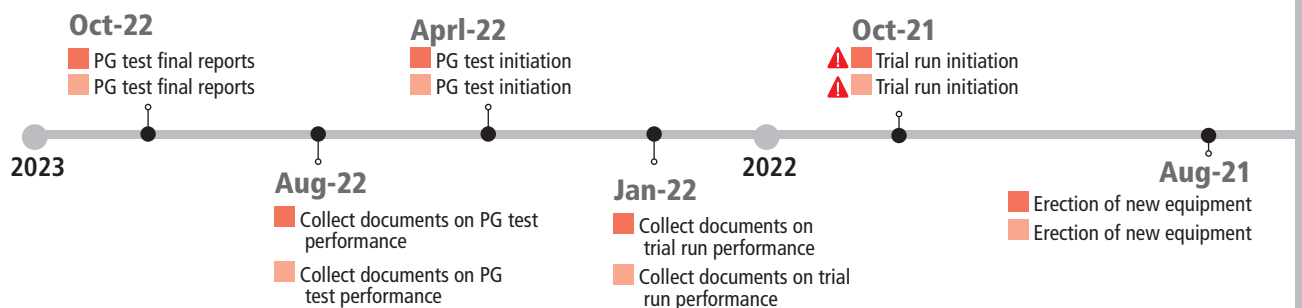 Oct-22
PG test final reports
PG test final reports
Aprl-22
PG test initiation
PG test initiation
Oct-21
Trial run initiation
Trial run initiation
2023
2022
Aug-22
Collect documents on PG test
performance
Collect documents on PG
test performance
Jan-22
Collect documents on
trial run performance
Collect documents on trial
run performance
Aug-21
Erection of new equipment
Erection of new equipment